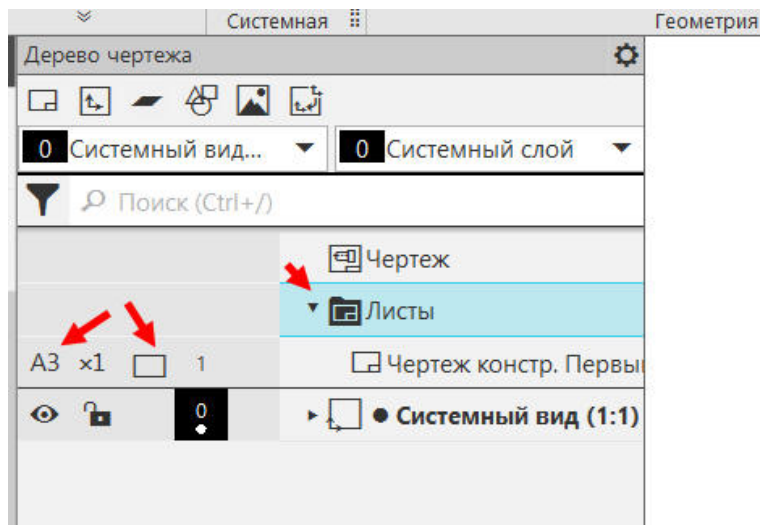 Системная Геометрия
Дерево чертежа
0 Системный вид... 0 Системный слой
Поиск (Ctrl+/)
Чертеж
Листы
A3 ×1 1 Чертеж констр. Первы
0 Системный вид (1:1)